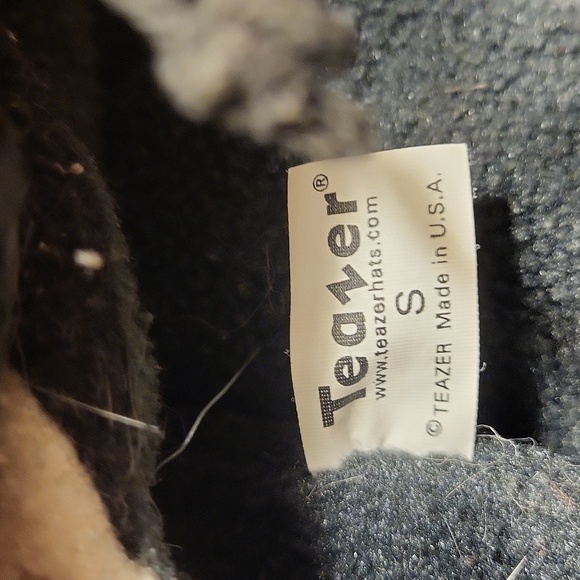 Teazer®
www.teazerhats.com
S
©TEAZER Made in U.S.A.